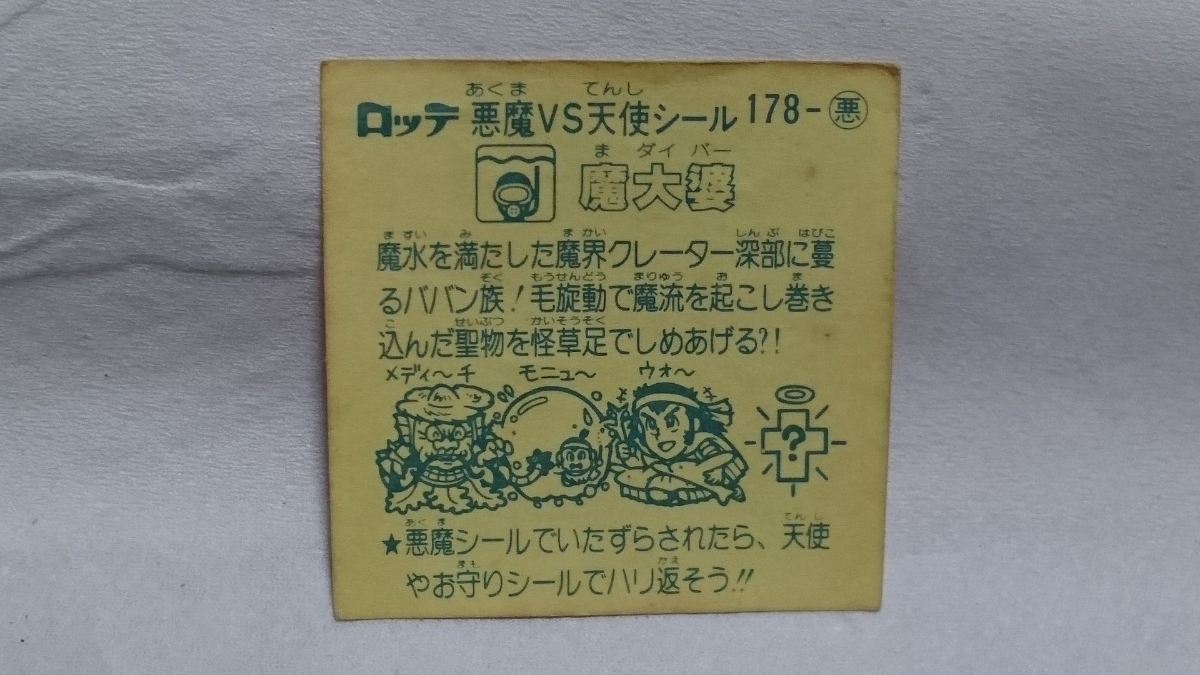 あくま てんし
ロッテ 悪魔VS天使シール 178-悪
ま ダイ バー
魔大婆
ますい み まかい しんぶ はびこ
魔水を満たした魔界クレーター深部に蔓
ぞく もうせんどう まりゅう お ま
るババン族!毛旋動で魔流を起こし巻き
こ せいぶつ かいそうそく
込んだ聖物を怪草足でしめあげる?!
メディ〜チ モニュ〜 ウォ〜
?
あくま てんし
★悪魔シールでいたずらされたら、天使
まも かえ
やお守りシールでハリ返そう!!